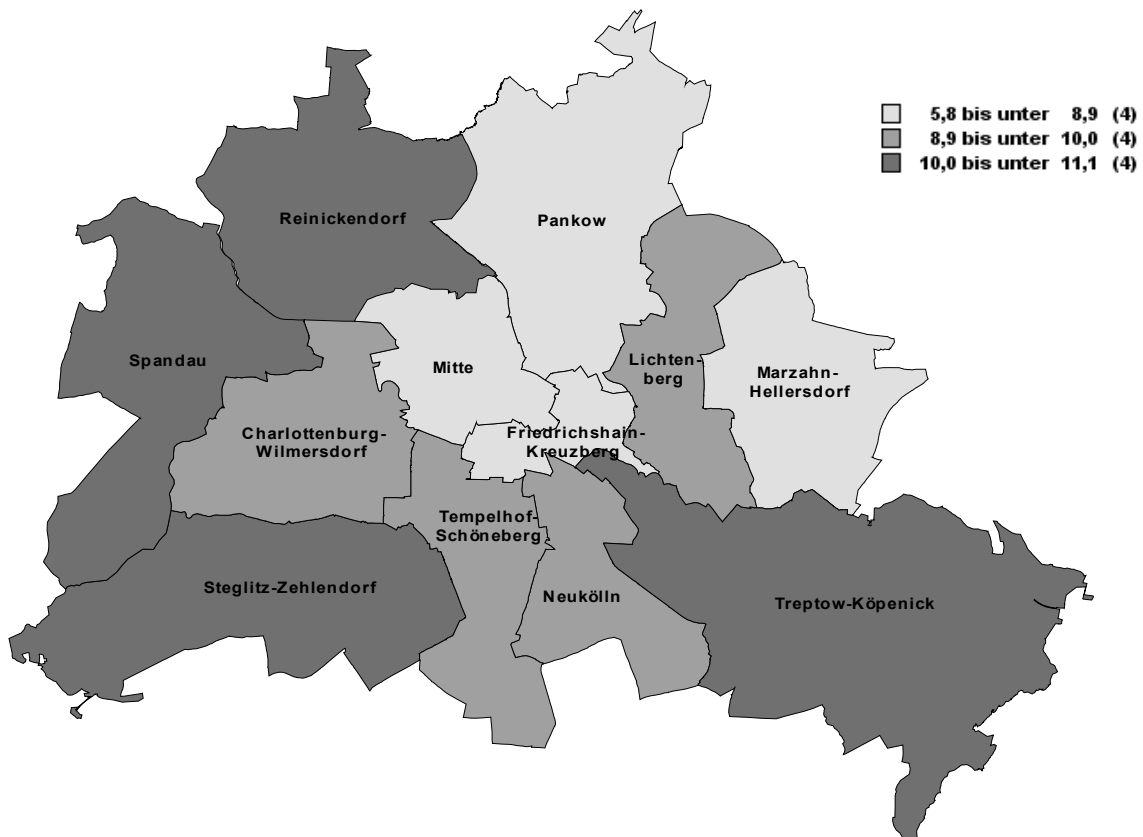 5,8 bis unter 8,9 (4)
8,9 bis unter 10,0 (4)
10,0 bis unter 11,1 (4)
Reinickendorf
Pankow
Spandau
Mitte
Lichten-
berg
Marzahn-
Hellersdorf
Charlottenburg-
Wilmersdorf
Friedrichshain-
Kreuzberg
Tempelhof-
Schöneberg
Steglitz-Zehlendorf
Neukölln
Treptow-Köpenick